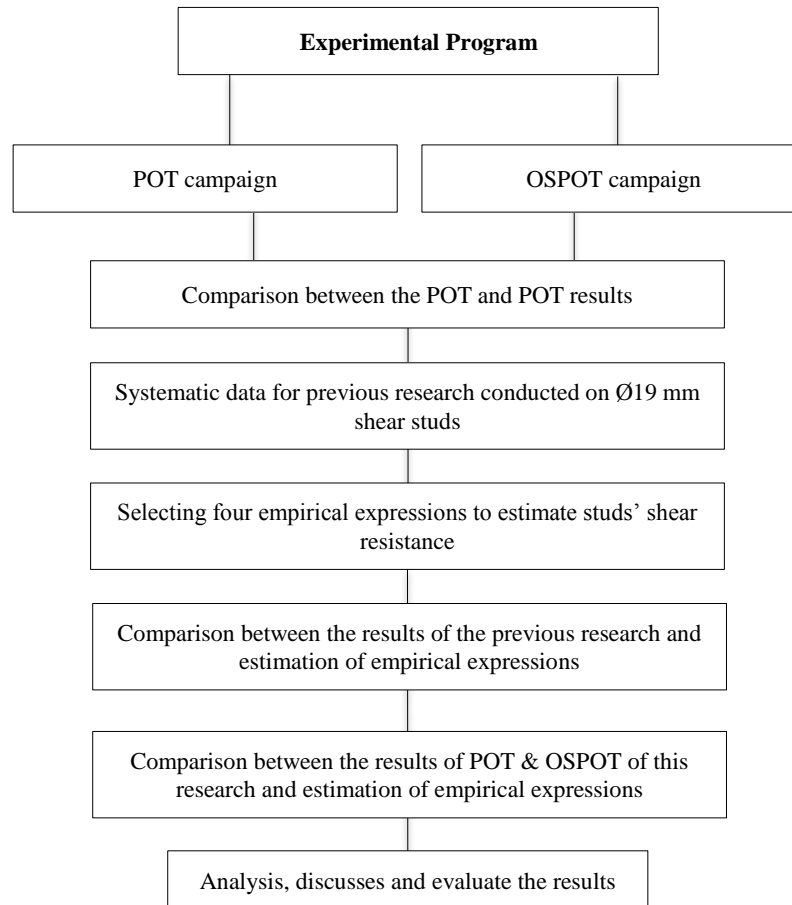 Experimental Program
POT campaign
OSPOT campaign
Comparison between the POT and POT results
Systematic data for previous research conducted on Ø19 mm
shear studs
Selecting four empirical expressions to estimate studs’ shear
resistance
Comparison between the results of the previous research and
estimation of empirical expressions
Comparison between the results of POT & OSPOT of this
research and estimation of empirical expressions
Analysis, discusses and evaluate the results